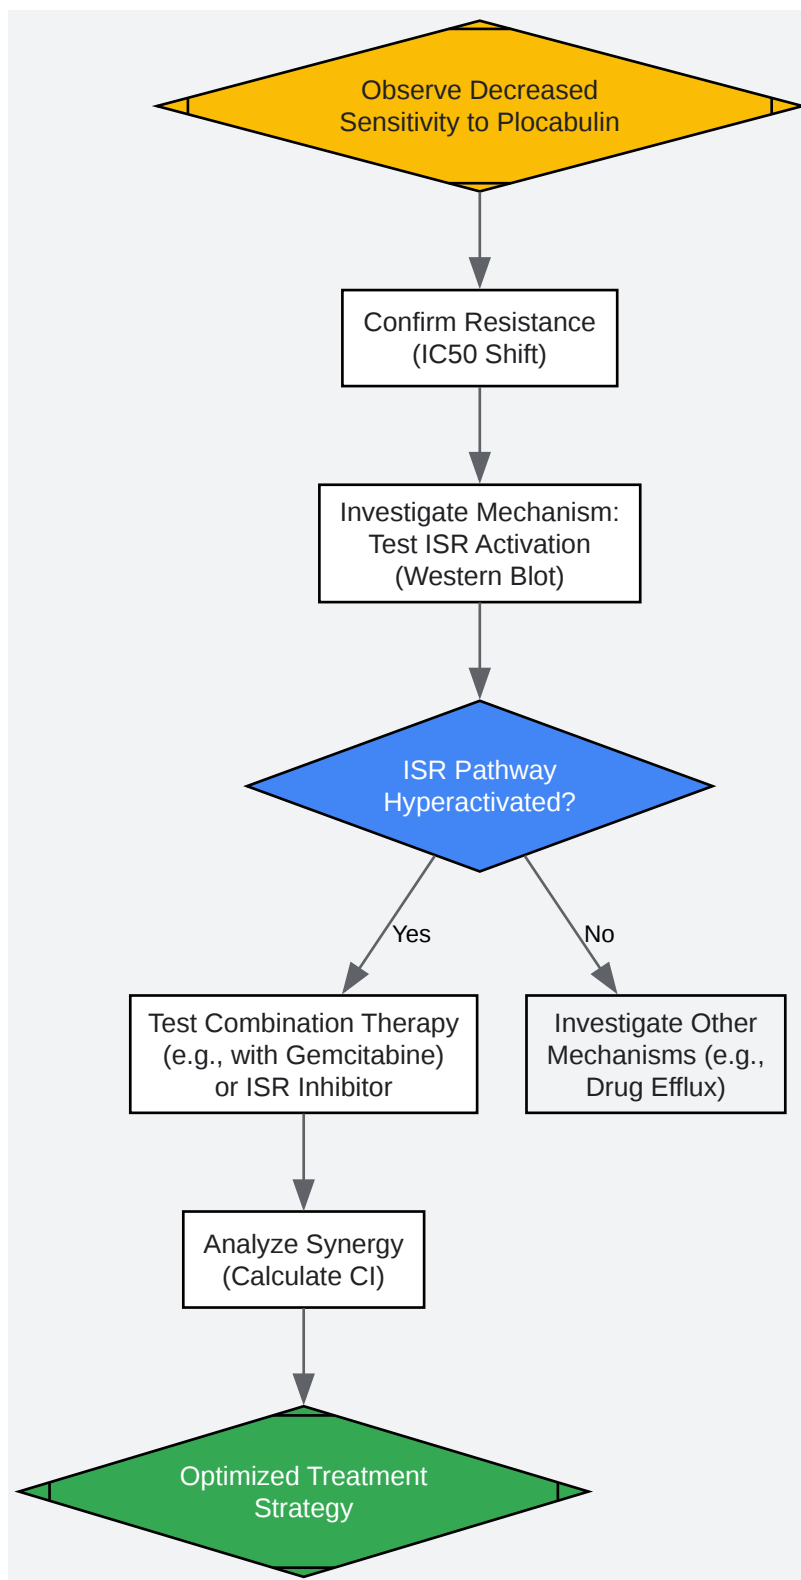 Observe Decreased
Sensitivity to Plocabulin
Confirm Resistance
(IC50 Shift)
Investigate Mechanism:
Test ISR Activation
(Western Blot)
ISR Pathway
Hyperactivated?
Yes
No
Test Combination Therapy
(e.g., with Gemcitabine)
or ISR Inhibitor
Investigate Other
Mechanisms (e.g.,
Drug Efflux)
Analyze Synergy
(Calculate CI)
Optimized Treatment
Strategy